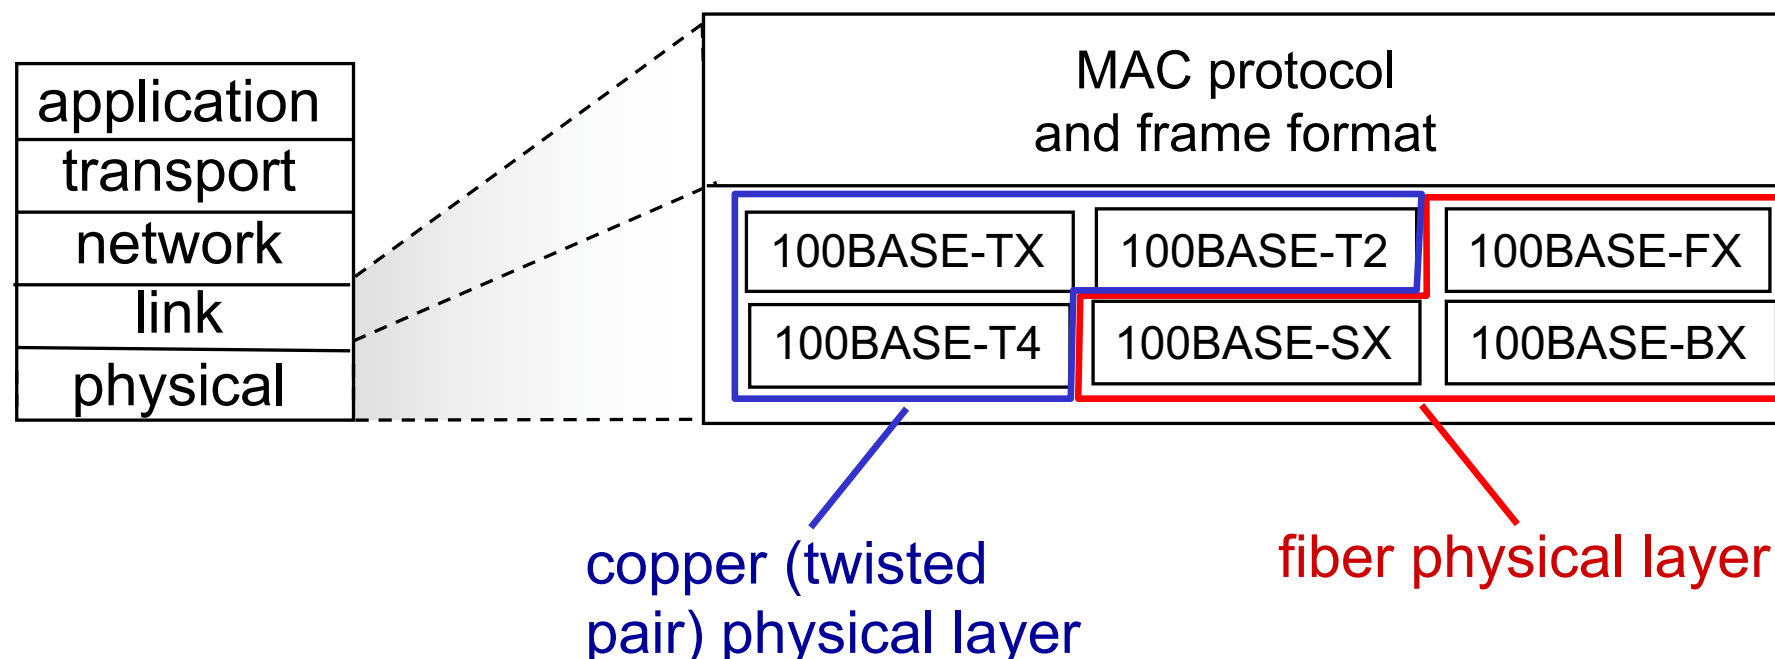 application
transport
network
link
physical
MAC protocol
and frame format
100BASE-TX
100BASE-T2
100BASE-FX
100BASE-T4
100BASE-SX
100BASE-BX
copper (twisted
pair) physical layer
fiber physical layer